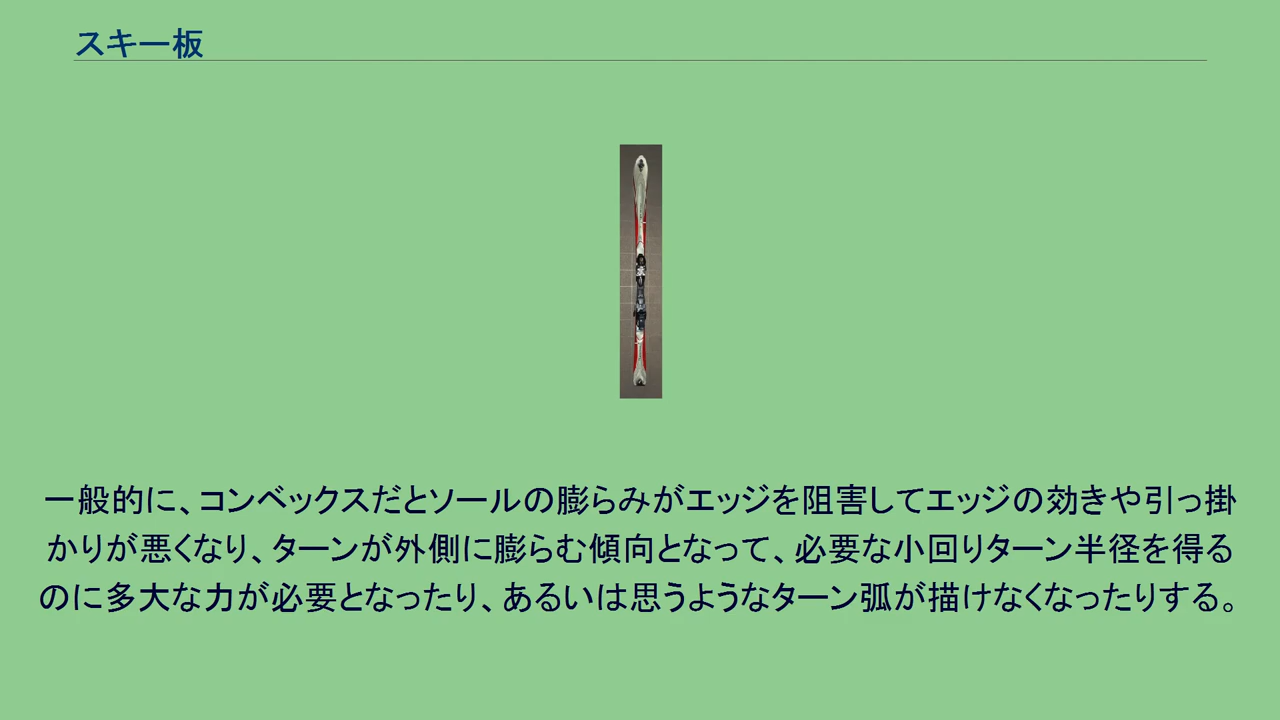 スキー板
一般的に、コンベックスだとソールの膨らみがエッジを阻害してエッジの効きや引っ掛
かりが悪くなり、ターンが外側に膨らむ傾向となって、必要な小回りターン半径を得る
のに多大な力が必要となったり、あるいは思うようなターン弧が描けなくなったりする。